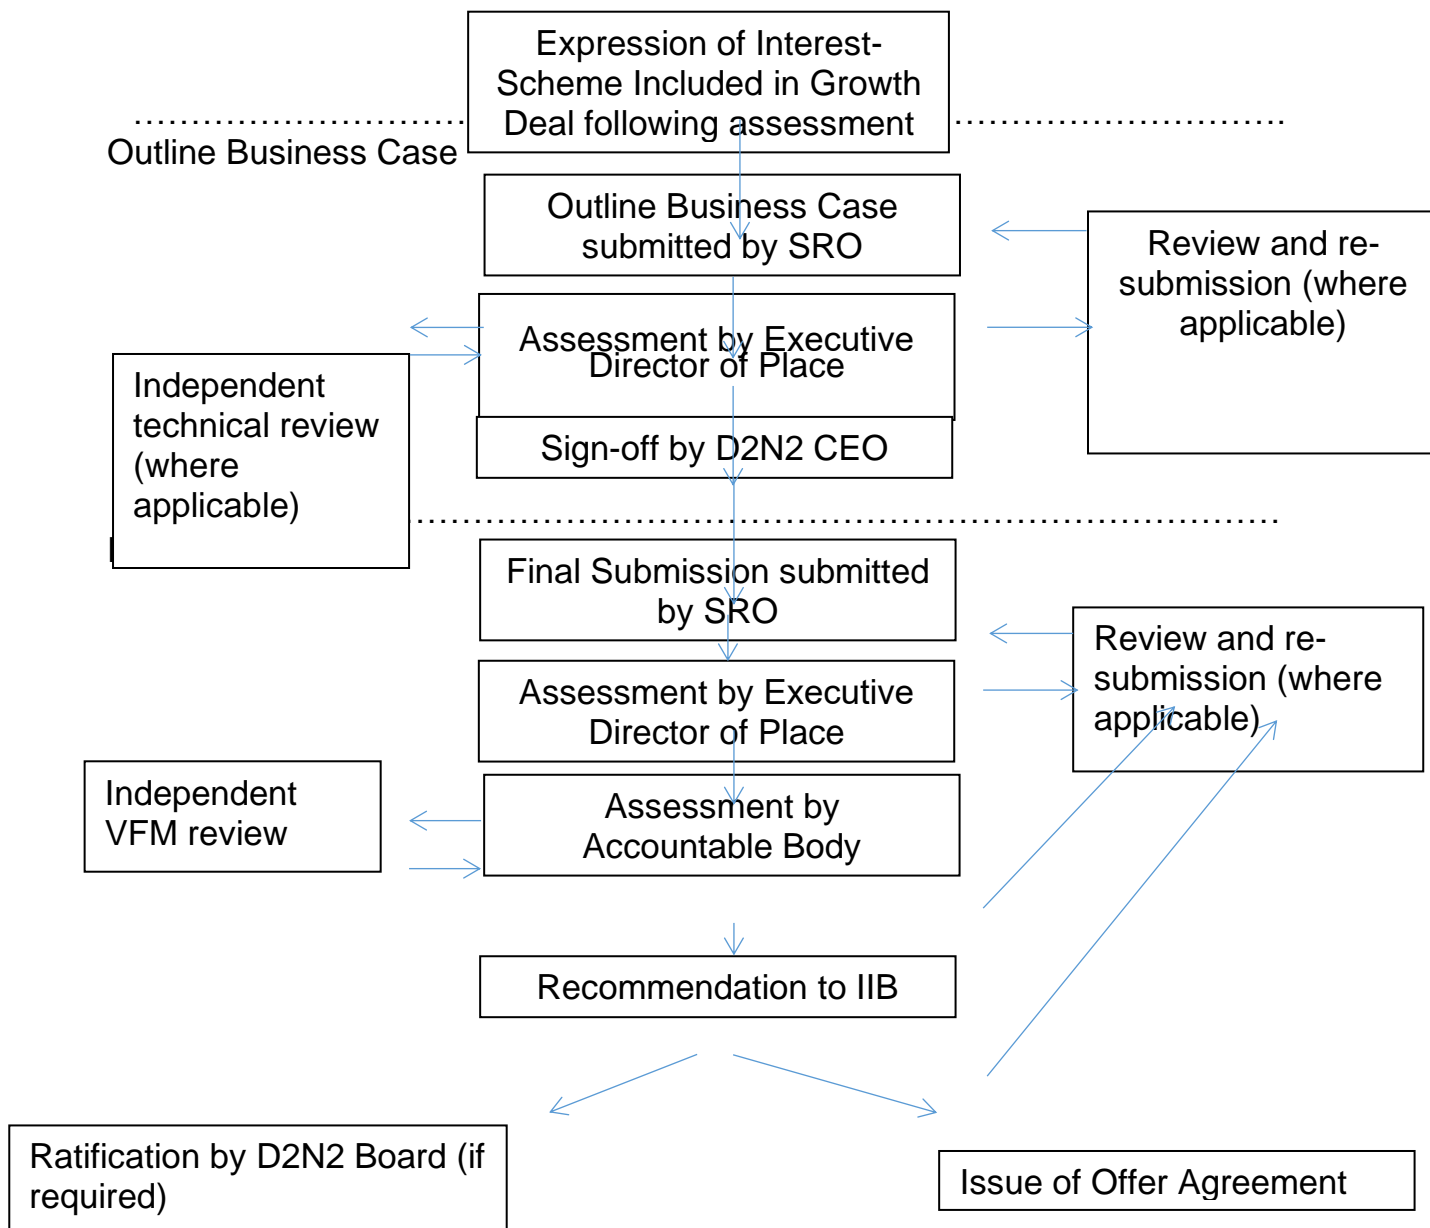 Expression of Interest-
Scheme Included in Growth
Deal following assessment
Outline Business Case
Outline Business Case
submitted by SRO
Review and re-
submission (where
applicable)
Assessment by Executive
Director of Place
Independent
technical review
(where
applicable)
Sign-off by D2N2 CEO
Final Submission submitted
by SRO
Review and re-
submission (where
applicable)
Assessment by Executive
Director of Place
Independent
VFM review
Assessment by
Accountable Body
Recommendation to IIB
Ratification by D2N2 Board (if
required)
Issue of Offer Agreement